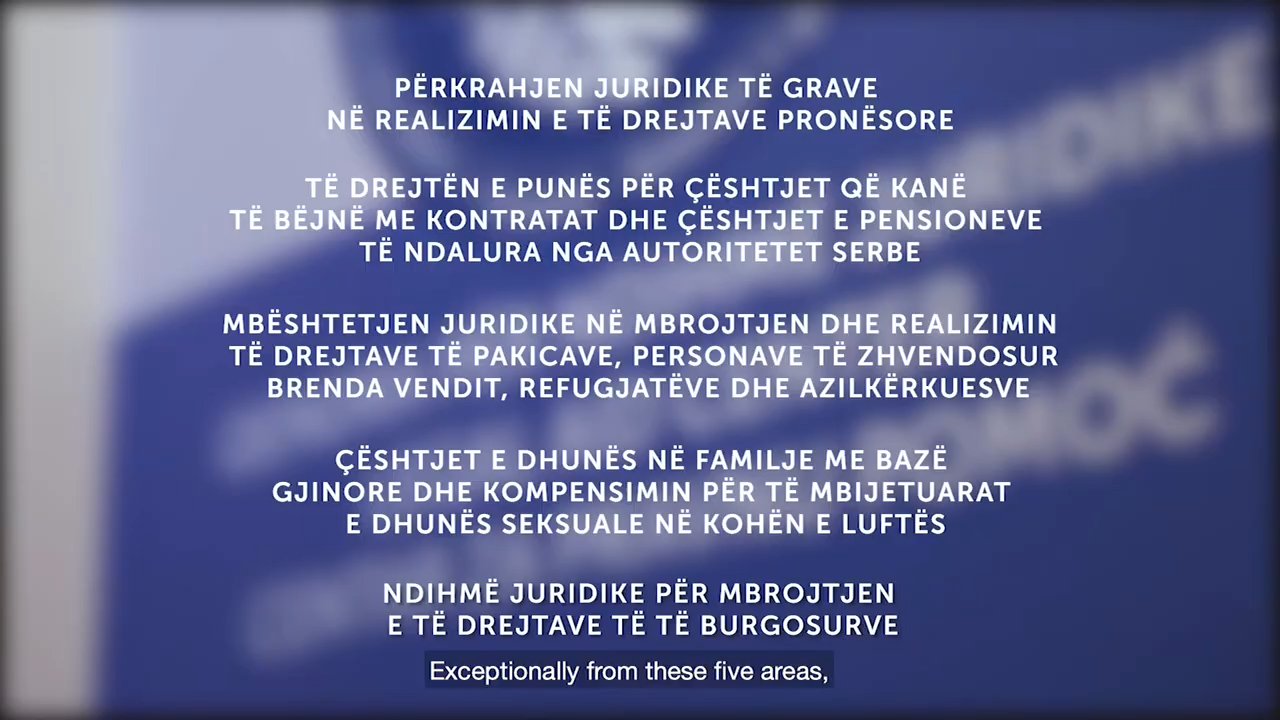 PËRKRAHJEN JURIDIKE TË GRAVE
NË REALIZIMIN E TË DREJTAVE PRONËSORE
TË DREJTËN E PUNËS PËR ÇËSHTJET QË KANË
TË BËJNË ME KONTRATAT DHE ÇËSHTJET E PENSIONEVE
TË NDALURA NGA AUTORITETET SERBE
MBËSHTETJEN JURIDIKE NË MBROJTJEN DHE REALIZIMIN
TË DREJTAVE TË PAKICAVE, PERSONAVE TË ZHVENDOSUR
BRENDA VENDIT, REFUGJATËVE DHE AZILKËRKUESVE
ÇËSHTJET E DHUNËS NË FAMILJE ME BAZË
GJINORE DHE KOMPENSIMIN PËR TË MBIJETUARAT
E DHUNËS SEKSUALE NË KOHËN E LUFTËS
NDIHMË JURIDIKE PËR MBROJTJEN
E TË DREJTAVE TË TË BURGOSURVE
Exceptionally from these five areas,